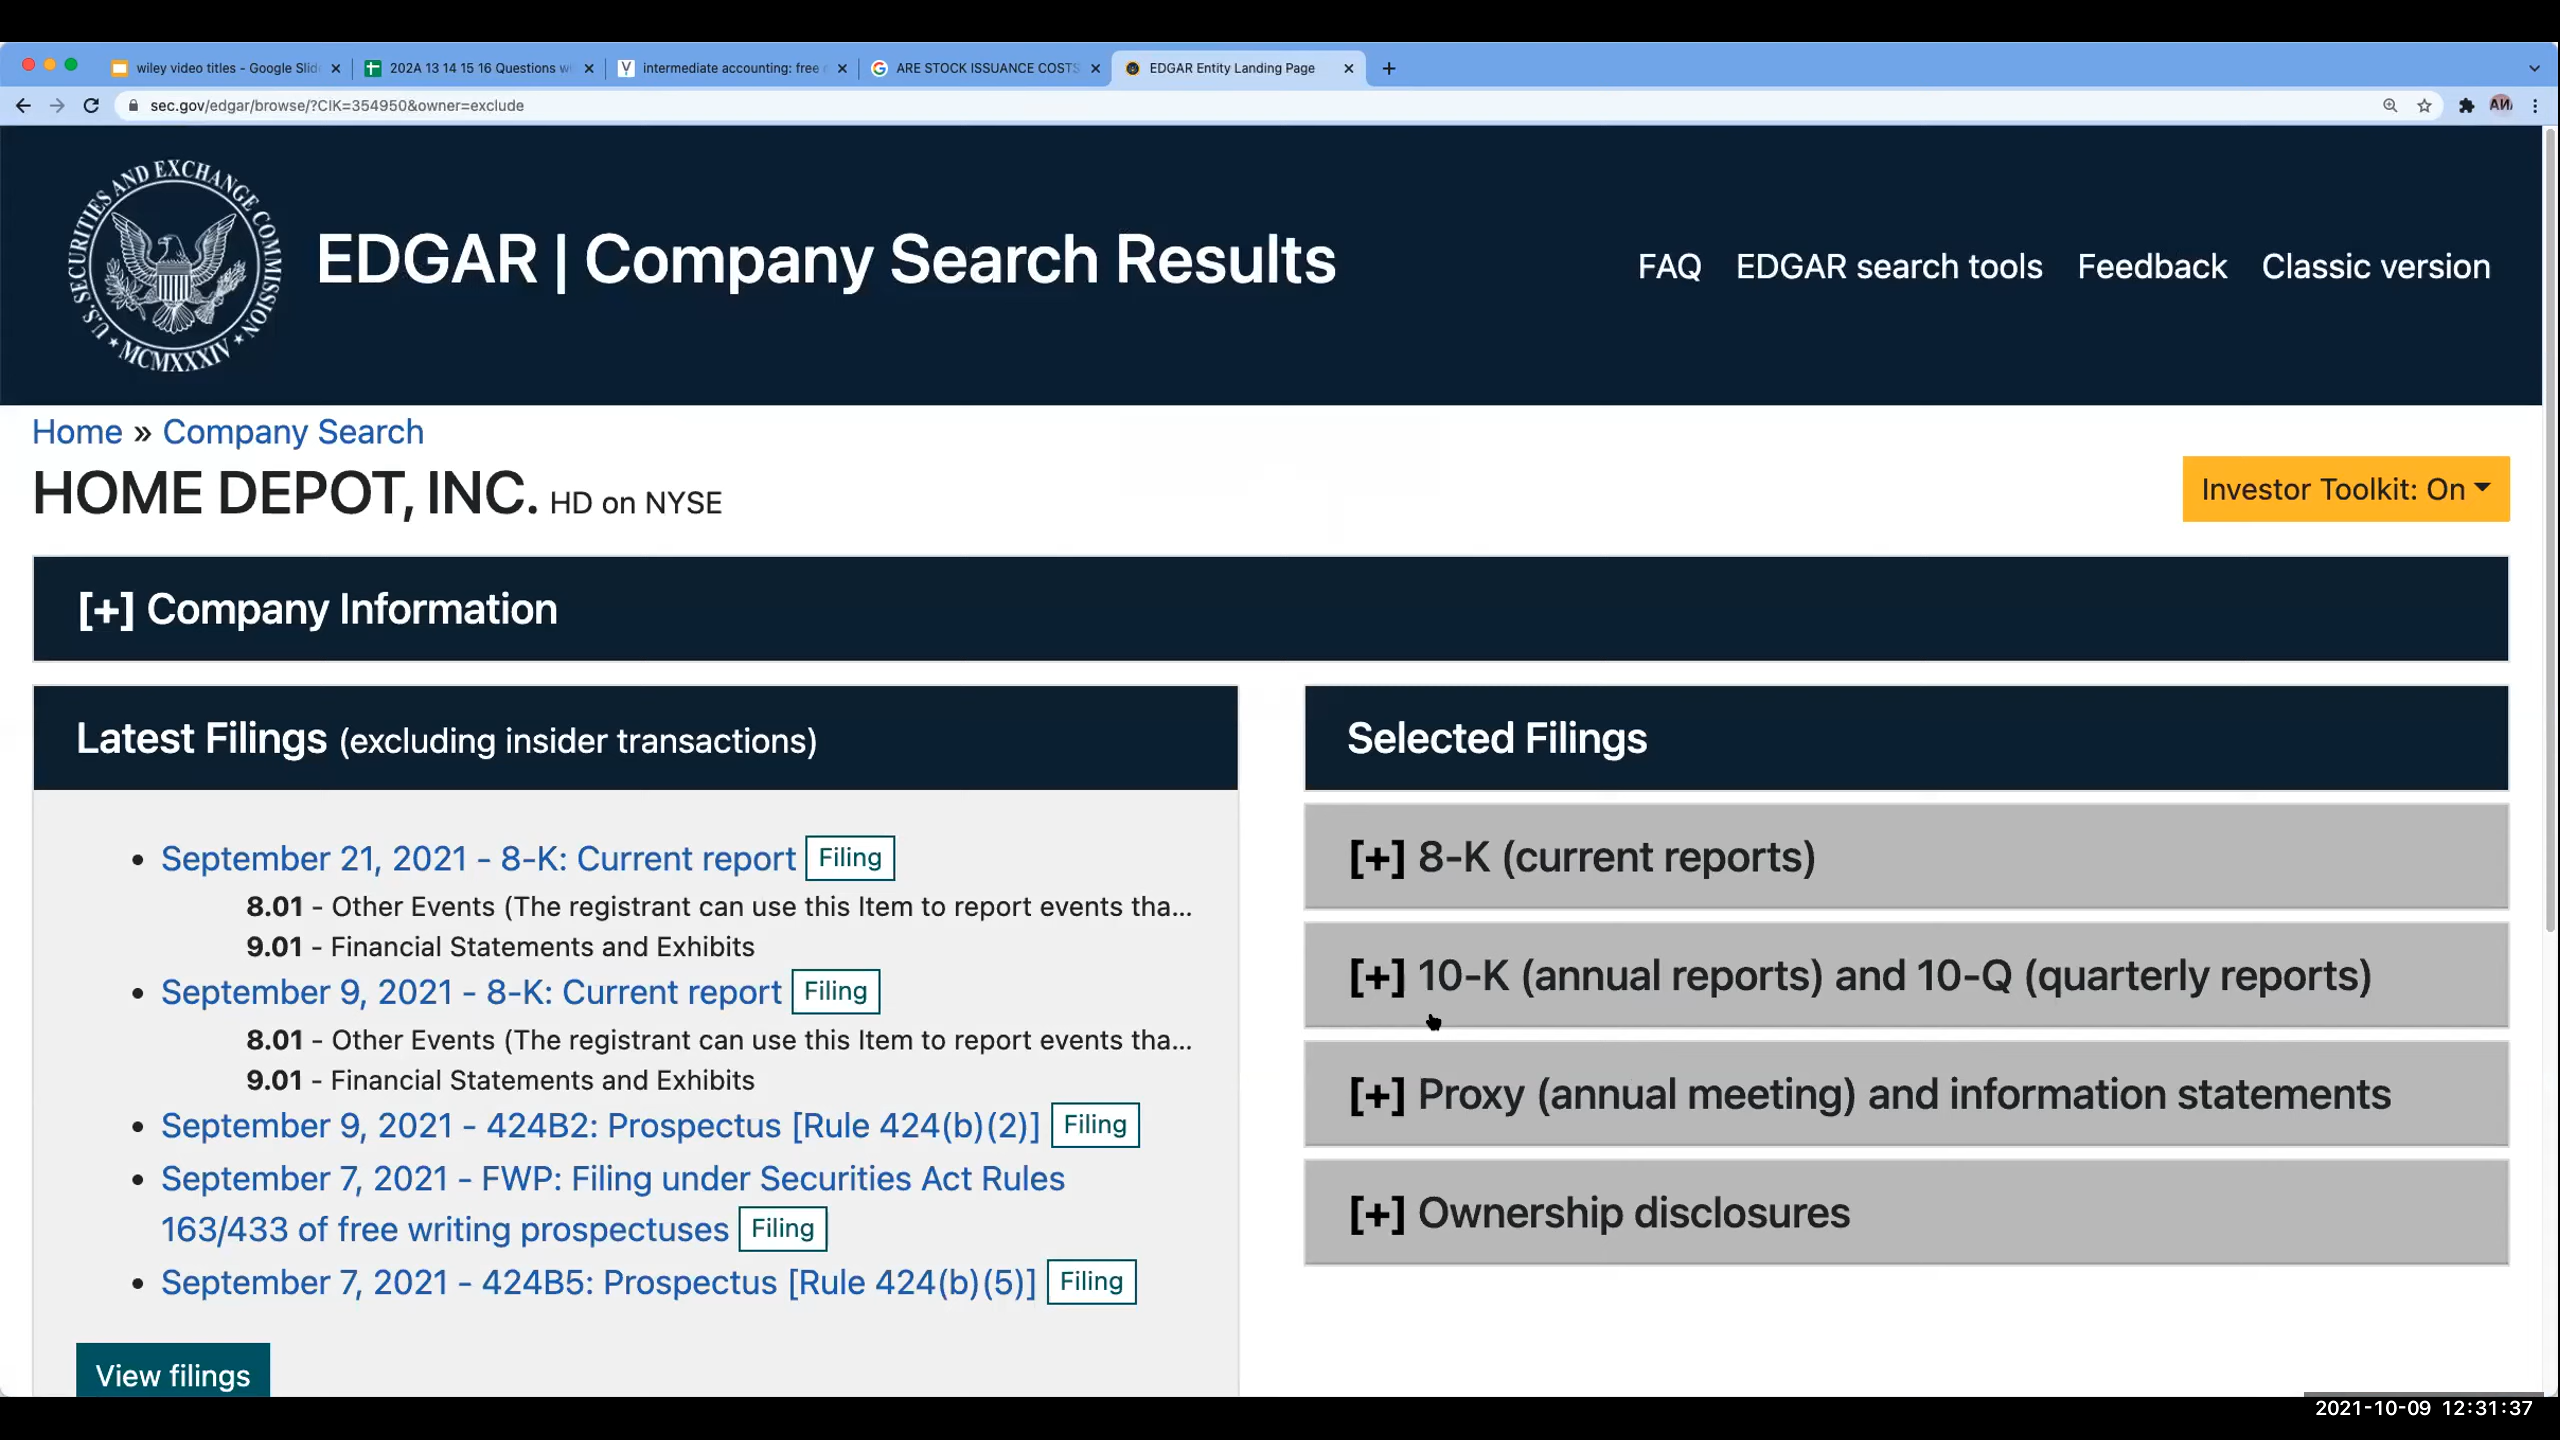 wiley video titles - Google Slid
202A 13 14 15 16 Questions w
intermediate accounting: free
ARE STOCK ISSUANCE COSTS
EDGAR Entity Landing Page
sec.gov/edgar/browse/?CIK=354950&owner=exclude
U.S. SECURITIES AND EXCHANGE COMMISSION
MCMXXXIV
EDGAR | Company Search Results
FAQ EDGAR search tools Feedback Classic version
Home » Company Search
HOME DEPOT, INC. HD on NYSE
Investor Toolkit: On
[+] Company Information
Latest Filings (excluding insider transactions)
• September 21, 2021 - 8-K: Current report Filing
8.01 - Other Events (The registrant can use this Item to report events tha...
9.01 - Financial Statements and Exhibits
• September 9, 2021 - 8-K: Current report Filing
8.01 - Other Events (The registrant can use this Item to report events tha...
9.01 - Financial Statements and Exhibits
• September 9, 2021 - 424B2: Prospectus [Rule 424(b)(2)] Filing
• September 7, 2021 - FWP: Filing under Securities Act Rules
163/433 of free writing prospectuses Filing
• September 7, 2021 - 424B5: Prospectus [Rule 424(b)(5)] Filing
View filings
Selected Filings
[+] 8-K (current reports)
[+] 10-K (annual reports) and 10-Q (quarterly reports)
[+] Proxy (annual meeting) and information statements
[+] Ownership disclosures
2021-10-09 12:31:37